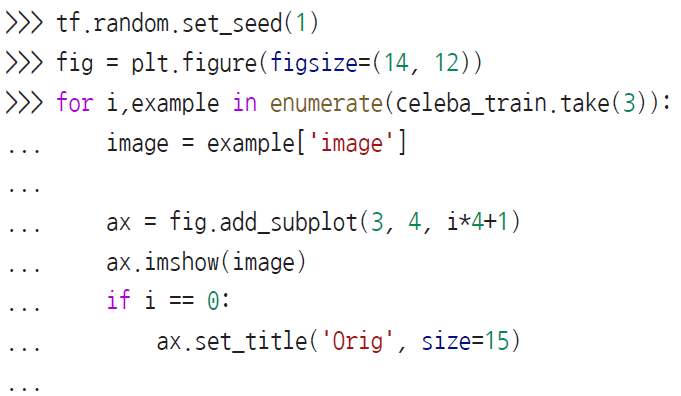 >>> tf.random.set_seed(1)
>>> fig = plt.figure(figsize=(14, 12))
>>> for i,example in enumerate(celeba_train.take(3)):
...     image = example['image']
...
...     ax = fig.add_subplot(3, 4, i*4+1)
...     ax.imshow(image)
...     if i == 0:
...         ax.set_title('Orig', size=15)
...